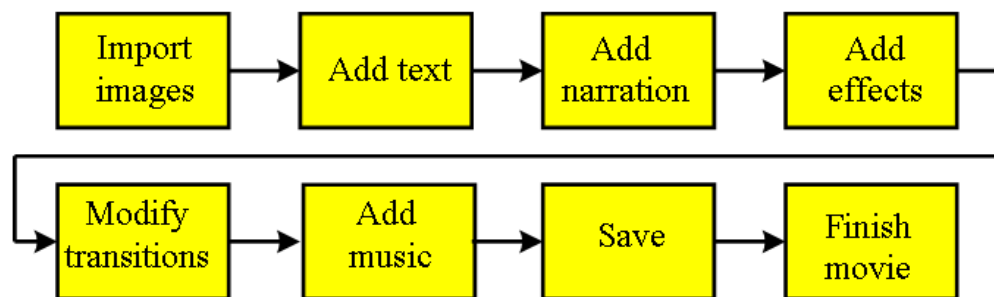 Import
images
Add text
Add
narration
Add
effects
Modify
transitions
Add
music
Save
Finish
movie